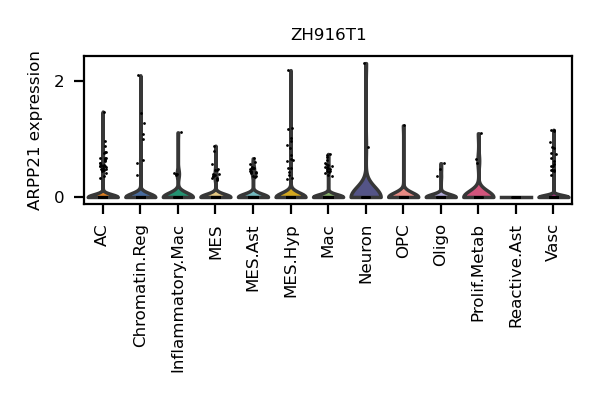 ZH916T1
ARPP21 expression
2
0
AC
Chromatin.Reg
Inflammatory.Mac
MES
MES.Ast
MES.Hyp
Mac
Neuron
OPC
Oligo
Prolif.Metab
Reactive.Ast
Vasc